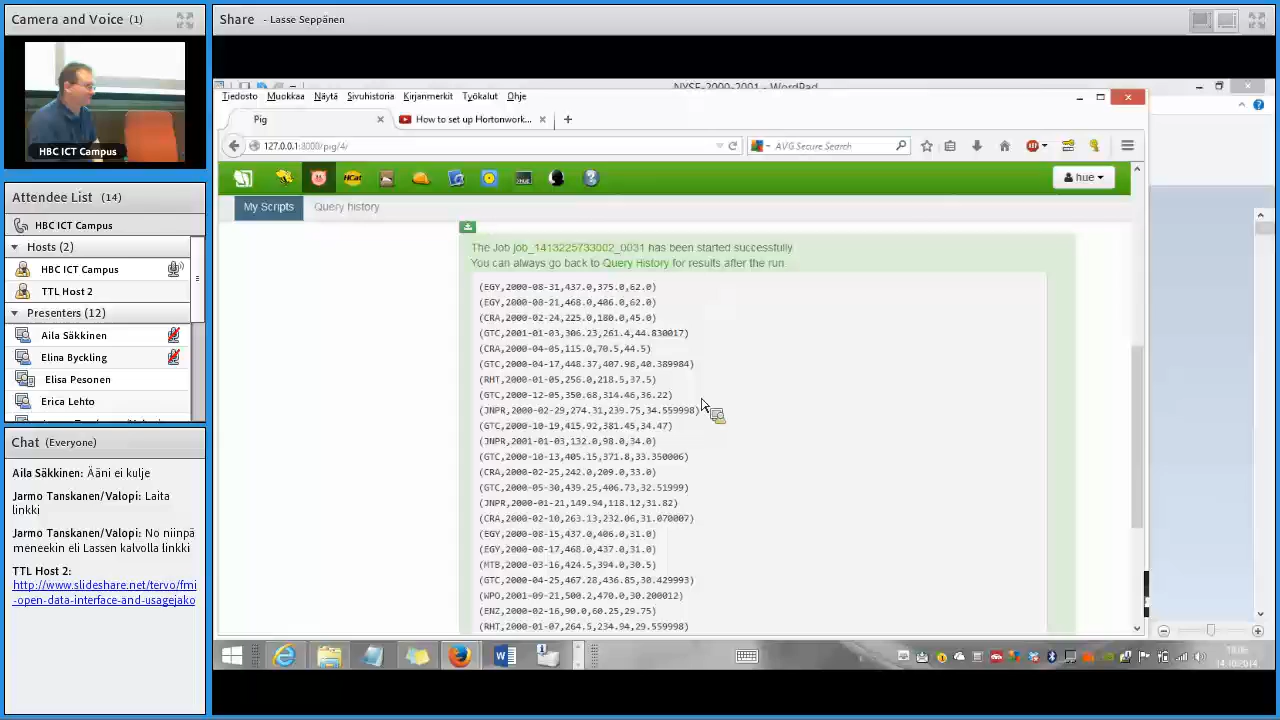 Camera and Voice (1)
HBC ICT Campus
Attendee List (14)
HBC ICT Campus
Hosts (2)
HBC ICT Campus
TTL Host 2
Presenters (12)
Aila Säkkinen
Elina Byckling
Elisa Pesonen
Erica Lehto
Chat (Everyone)
Aila Säkkinen: Ääni ei kulje
Jarmo Tanskanen/Valopi: Laita
linkki
Jarmo Tanskanen/Valopi: No niinpä
meneekin eli Lassen kalvolla linkki
TTL Host 2:
http://www.slideshare.net/tervo/fmi
-open-data-interface-and-usagejako
Share - Lasse Seppänen
NYSE-2000-2001 - WordPad
Tiedosto Muokkaa Näytä Sivuhistoria Kirjanmerkit Työkalut Ohje
Pig
How to set up Hortonwork...
127.0.0.1:8000/pig/4/
AVG Secure Search
hue
My Scripts Query history
The Job job_1413225733002_0031 has been started successfully
You can always go back to Query History for results after the run
(EGY,2000-08-31,437.0,375.0,62.0)
(EGY,2000-08-21,468.0,406.0,62.0)
(CRA,2000-02-24,225.0,180.0,45.0)
(GTC,2001-01-03,306.23,261.4,44.830017)
(CRA,2000-04-05,115.0,70.5,44.5)
(GTC,2000-04-17,448.37,407.98,40.389984)
(RHT,2000-01-05,256.0,218.5,37.5)
(GTC,2000-12-05,350.68,314.46,36.22)
(JNPR,2000-02-29,274.31,239.75,34.559998)
(GTC,2000-10-19,415.92,381.45,34.47)
(JNPR,2001-01-03,132.0,98.0,34.0)
(GTC,2000-10-13,405.15,371.8,33.350006)
(CRA,2000-02-25,242.0,209.0,33.0)
(GTC,2000-05-30,439.25,406.73,32.51999)
(JNPR,2000-01-21,149.94,118.12,31.82)
(CRA,2000-02-10,263.13,232.06,31.070007)
(EGY,2000-08-15,437.0,406.0,31.0)
(EGY,2000-08-17,468.0,437.0,31.0)
(MTB,2000-03-16,424.5,394.0,30.5)
(GTC,2000-04-25,467.28,436.85,30.429993)
(WPO,2001-09-21,500.2,470.0,30.200012)
(ENZ,2000-02-16,90.0,60.25,29.75)
(RHT,2000-01-07,264.5,234.94,29.559998)
14.10.2014